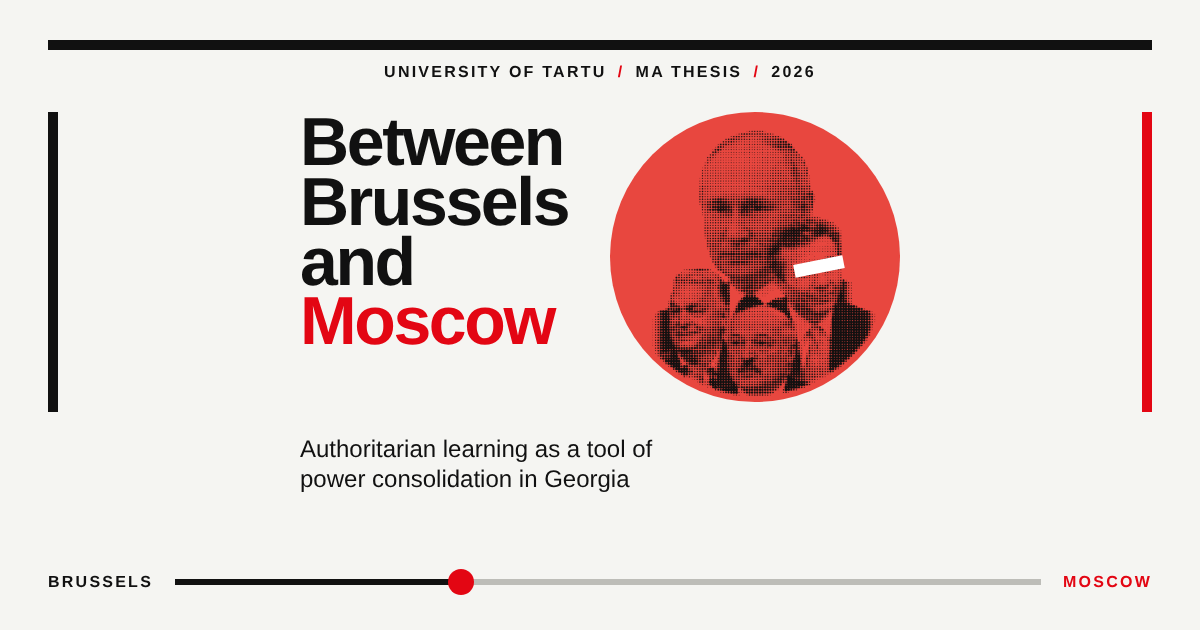 UNIVERSITY OF TARTU / MA THESIS / 2026
Between
Brussels
and
Moscow
Authoritarian learning as a tool of
power consolidation in Georgia
BRUSSELS
MOSCOW